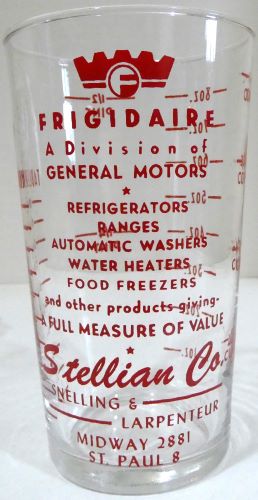 F
FRIGIDAIRE
A Division of
GENERAL MOTORS
REFRIGERATORS
RANGES
AUTOMATIC WASHERS
WATER HEATERS
FOOD FREEZERS
and other products giving-
A FULL MEASURE OF VALUE
Stellian Co.
SNELLING &
LARPENTEUR
MIDWAY 2881
ST. PAUL 8